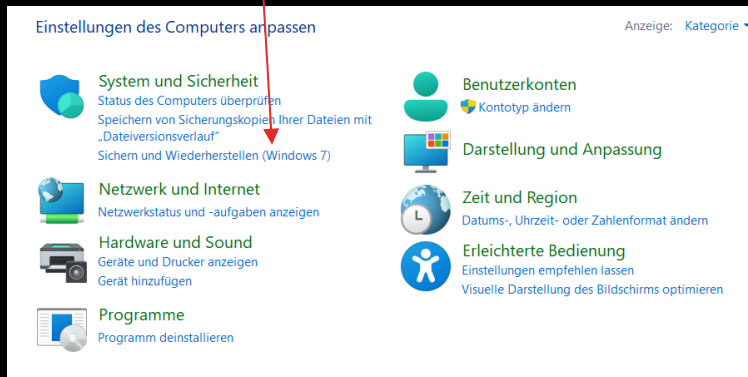 Einstellungen des Computers anpassen
Anzeige: Kategorie
System und Sicherheit
Status des Computers überprüfen
Speichern von Sicherungskopien Ihrer Dateien mit
„Dateiversionsverlauf“
Sichern und Wiederherstellen (Windows 7)
Netzwerk und Internet
Netzwerkstatus und -aufgaben anzeigen
Hardware und Sound
Geräte und Drucker anzeigen
Gerät hinzufügen
Programme
Programm deinstallieren
Benutzerkonten
Kontotyp ändern
Darstellung und Anpassung
Zeit und Region
Datums-, Uhrzeit- oder Zahlenformat ändern
Erleichterte Bedienung
Einstellungen empfehlen lassen
Visuelle Darstellung des Bildschirms optimieren